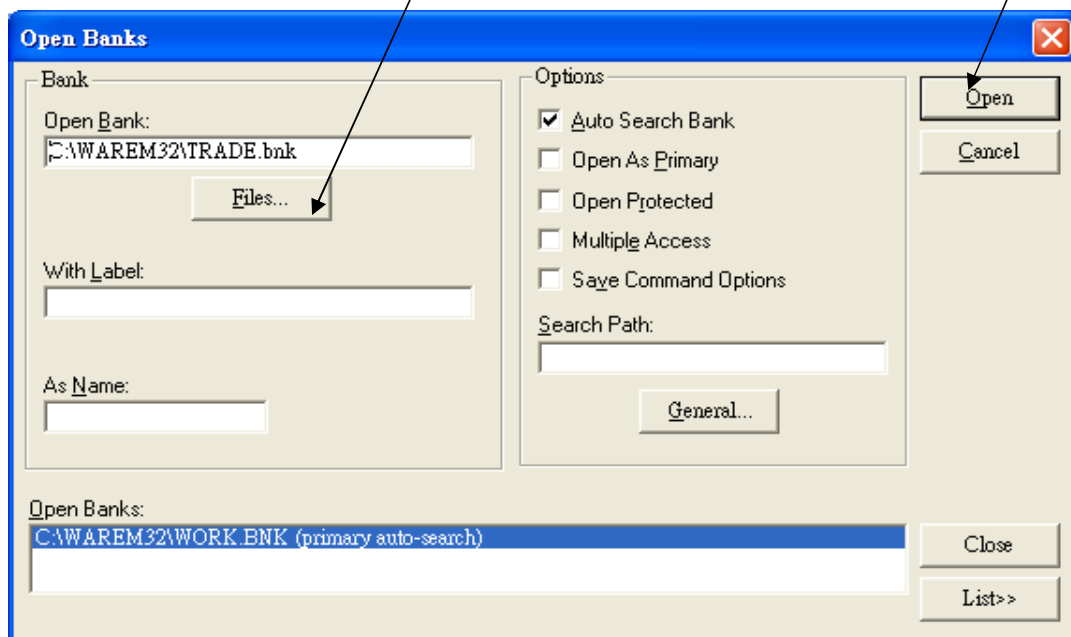 Open Banks
Bank
Open Bank:
C:\WAREM32\TRADE.bnk
Files...
With Label:
As Name:
Options
Auto Search Bank
Open As Primary
Open Protected
Multiple Access
Save Command Options
Search Path:
General...
Open
Cancel
Open Banks:
C:\WAREM32\WORK.BNK (primary auto-search)
Close
List>>